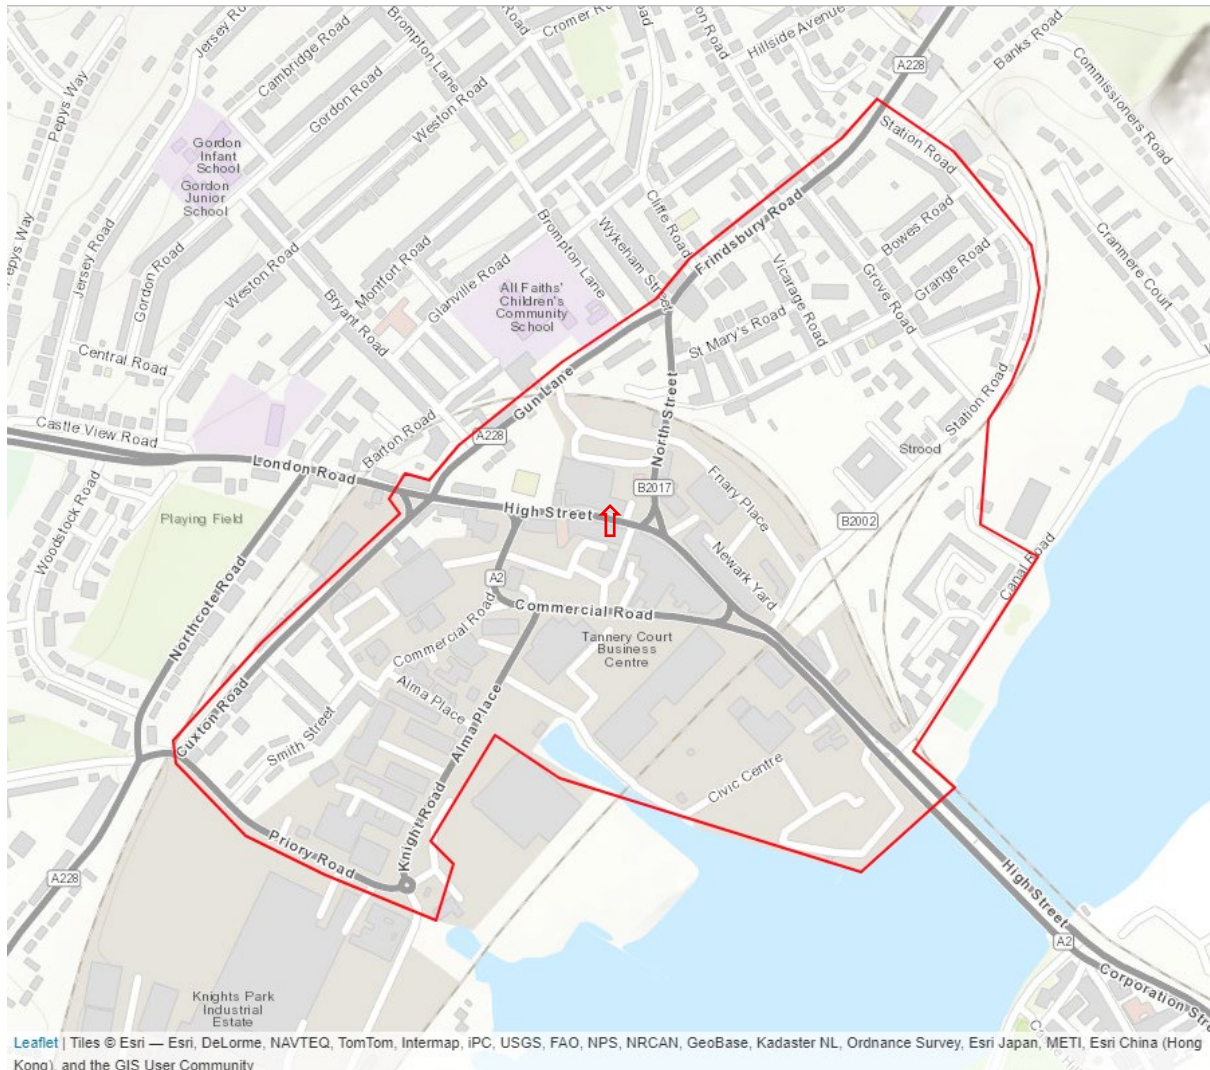 Jersey Road
Cambridge Road
Brompton Lane
Cromer Road
Road
Road
Hillside Avenue
Banks Road
A228
Commissioners Road
Pepys Way
Gordon Road
Weston Road
Station Road
Gordon
Infant
School
Gordon
Junior
School
Brompton Lane
Cliffe Road
Wykeham Street
Frindsbury Road
Bowes Road
Cranmere Court
Pepys Way
Jersey Road
Gordon Road
Weston Road
Montfort Road
Glanville Road
All Faiths'
Children's
Community
School
Vicarage Road
Grove Road
Grange Road
Bryant Road
St Mary's Road
Central Road
Gun Lane
North Street
Station Road
Castle View Road
Barton Road
A228
Strood
London Road
B2017
Friary Place
Woodstock Road
Playing Field
High Street
B2002
Newark Yard
Canal Road
Northcote Road
A2
Commercial Road
Commercial Road
Tannery Court
Business
Centre
Alma Place
Alma Place
Cuxton Road
Smith Street
Civic Centre
Knight Road
Priory Road
A228
High Street
A2
Corporation Stre
Knights Park
Industrial
Estate
Leaflet | Tiles © Esri — Esri, DeLorme, NAVTEQ, TomTom, Intermap, iPC, USGS, FAO, NPS, NRCAN, GeoBase, Kadaster NL, Ordnance Survey, Esri Japan, METI, Esri China (Hong
Kong), and the GIS User Community